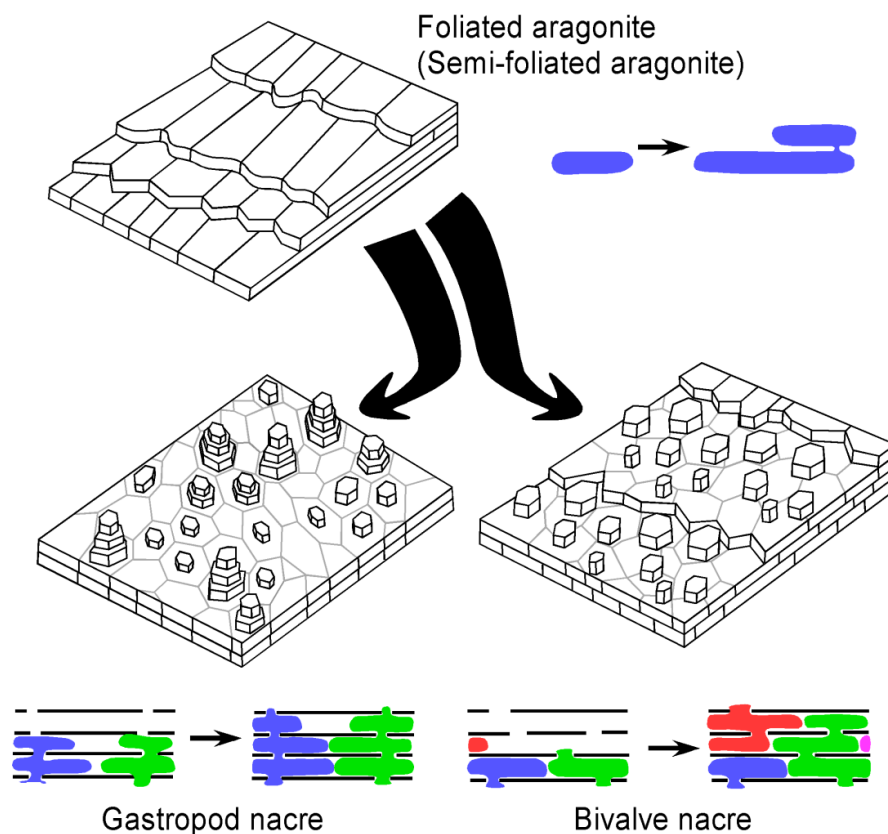 Foliated aragonite
(Semi-foliated aragonite)
Gastropod nacre
Bivalve nacre